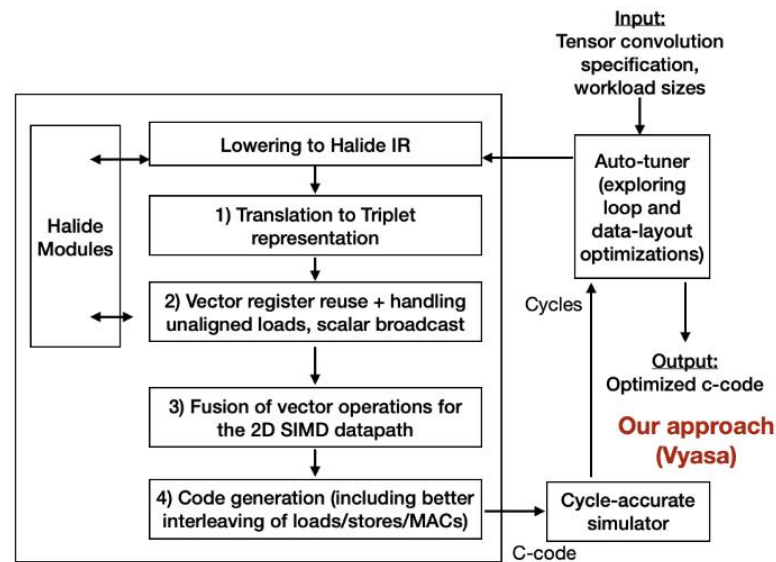 Input:
Tensor convolution
specification,
workload sizes
Lowering to Halide IR
Auto-tuner
(exploring
loop and
data-layout
optimizations)
Halide
Modules
1) Translation to Triplet
representation
2) Vector register reuse + handling
unaligned loads, scalar broadcast
Cycles
Output:
Optimized c-code
3) Fusion of vector operations for
the 2D SIMD datapath
Our approach
(Vyasa)
4) Code generation (including better
interleaving of loads/stores/MACs)
C-code
Cycle-accurate
simulator